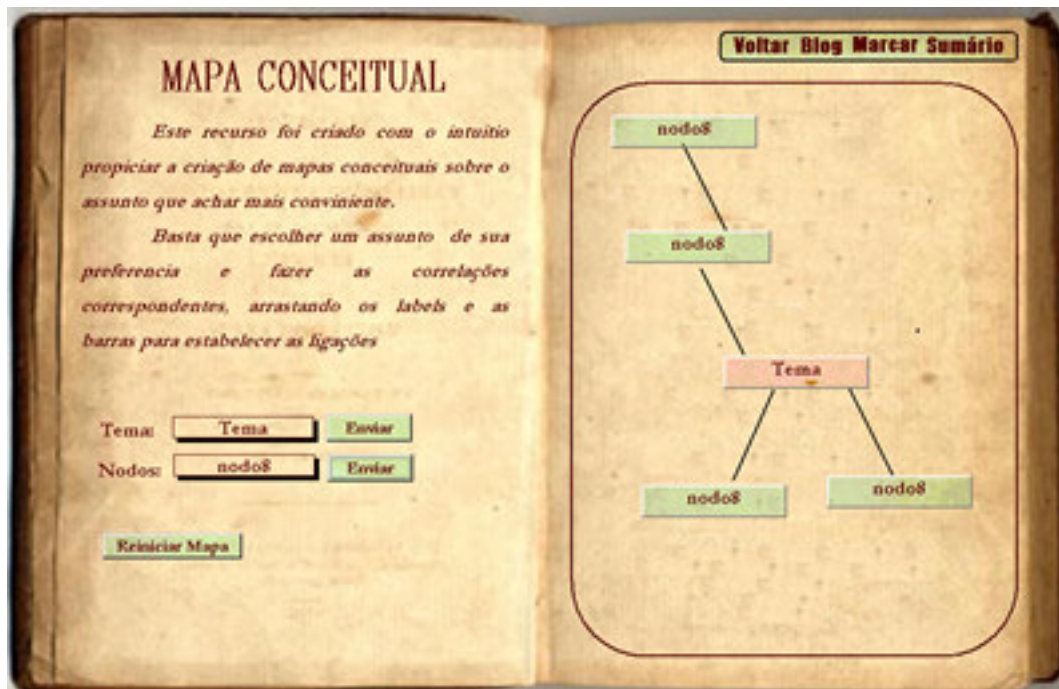 MAPA CONCEITUAL
Este recurso foi criado com o intuitio
propiciar a criação de mapas conceituais sobre o
assunto que achar mais conviniente.
Basta que escolher um assunto de sua
preferencia e fazer as correlações
correspondentes, arrastando os labels e as
barras para estabelecer as ligações
Tema: Tema Enviar
Nodos: nodo8 Enviar
Reiniciar Mapa
Voltar Blog Marcar Sumário
nodo8
nodo8
Tema
nodo8
nodo8